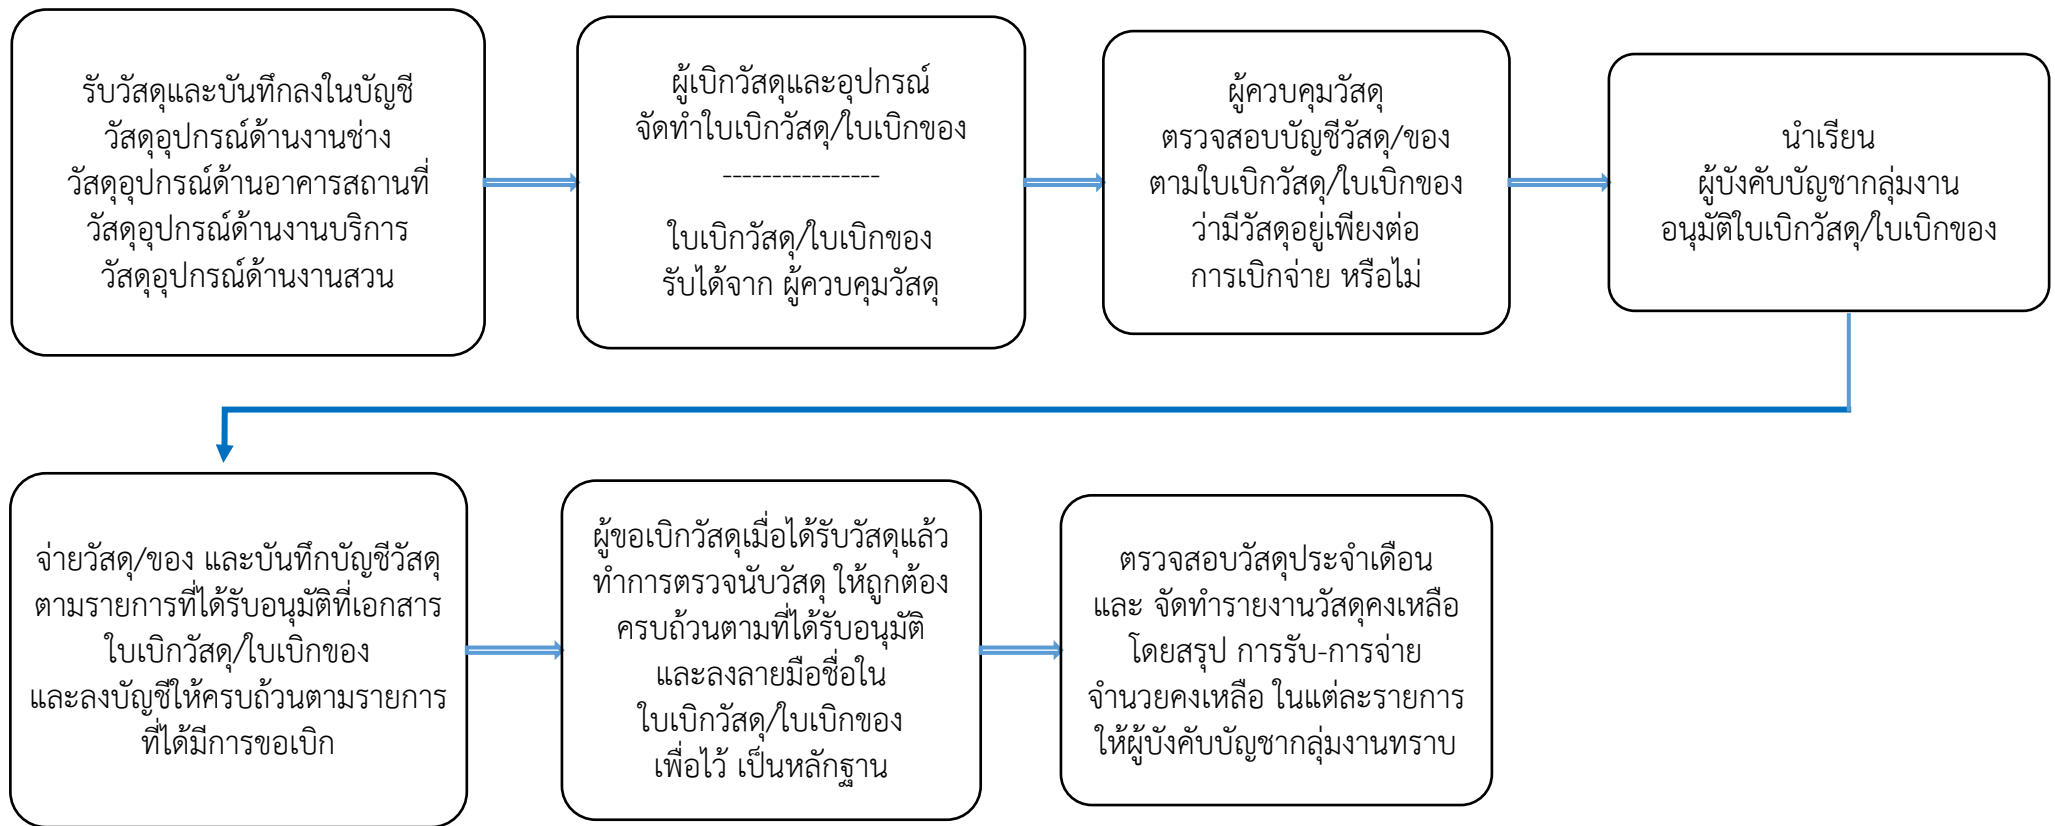 รับวัสดุและบันทึกลงในบัญชี
วัสดุอุปกรณ์ด้านงานช่าง
วัสดุอุปกรณ์ด้านอาคารสถานที่
วัสดุอุปกรณ์ด้านงานบริการ
วัสดุอุปกรณ์ด้านงานสวน
ผู้เบิกวัสดุและอุปกรณ์
จัดทำใบเบิกวัสดุ/ใบเบิกของ
----------------
ใบเบิกวัสดุ/ใบเบิกของ
รับได้จาก ผู้ควบคุมวัสดุ
ผู้ควบคุมวัสดุ
ตรวจสอบบัญชีวัสดุ/ของ
ตามใบเบิกวัสดุ/ใบเบิกของ
ว่ามีวัสดุอยู่เพียงต่อ
การเบิกจ่าย หรือไม่
นำเรียน
ผู้บังคับบัญชากลุ่มงาน
อนุมัติใบเบิกวัสดุ/ใบเบิกของ
จ่ายวัสดุ/ของ และบันทึกบัญชีวัสดุ
ตามรายการที่ได้รับอนุมัติที่เอกสาร
ใบเบิกวัสดุ/ใบเบิกของ
และลงบัญชีให้ครบถ้วนตามรายการ
ที่ได้มีการขอเบิก
ผู้ขอเบิกวัสดุเมื่อได้รับวัสดุแล้ว
ทำการตรวจนับวัสดุ ให้ถูกต้อง
ครบถ้วนตามที่ได้รับอนุมัติ
และลงลายมือชื่อใน
ใบเบิกวัสดุ/ใบเบิกของ
เพื่อไว้ เป็นหลักฐาน
ตรวจสอบวัสดุประจำเดือน
และ จัดทำรายงานวัสดุคงเหลือ
โดยสรุป การรับ-การจ่าย
จำนวยคงเหลือ ในแต่ละรายการ
ให้ผู้บังคับบัญชากลุ่มงานทราบ